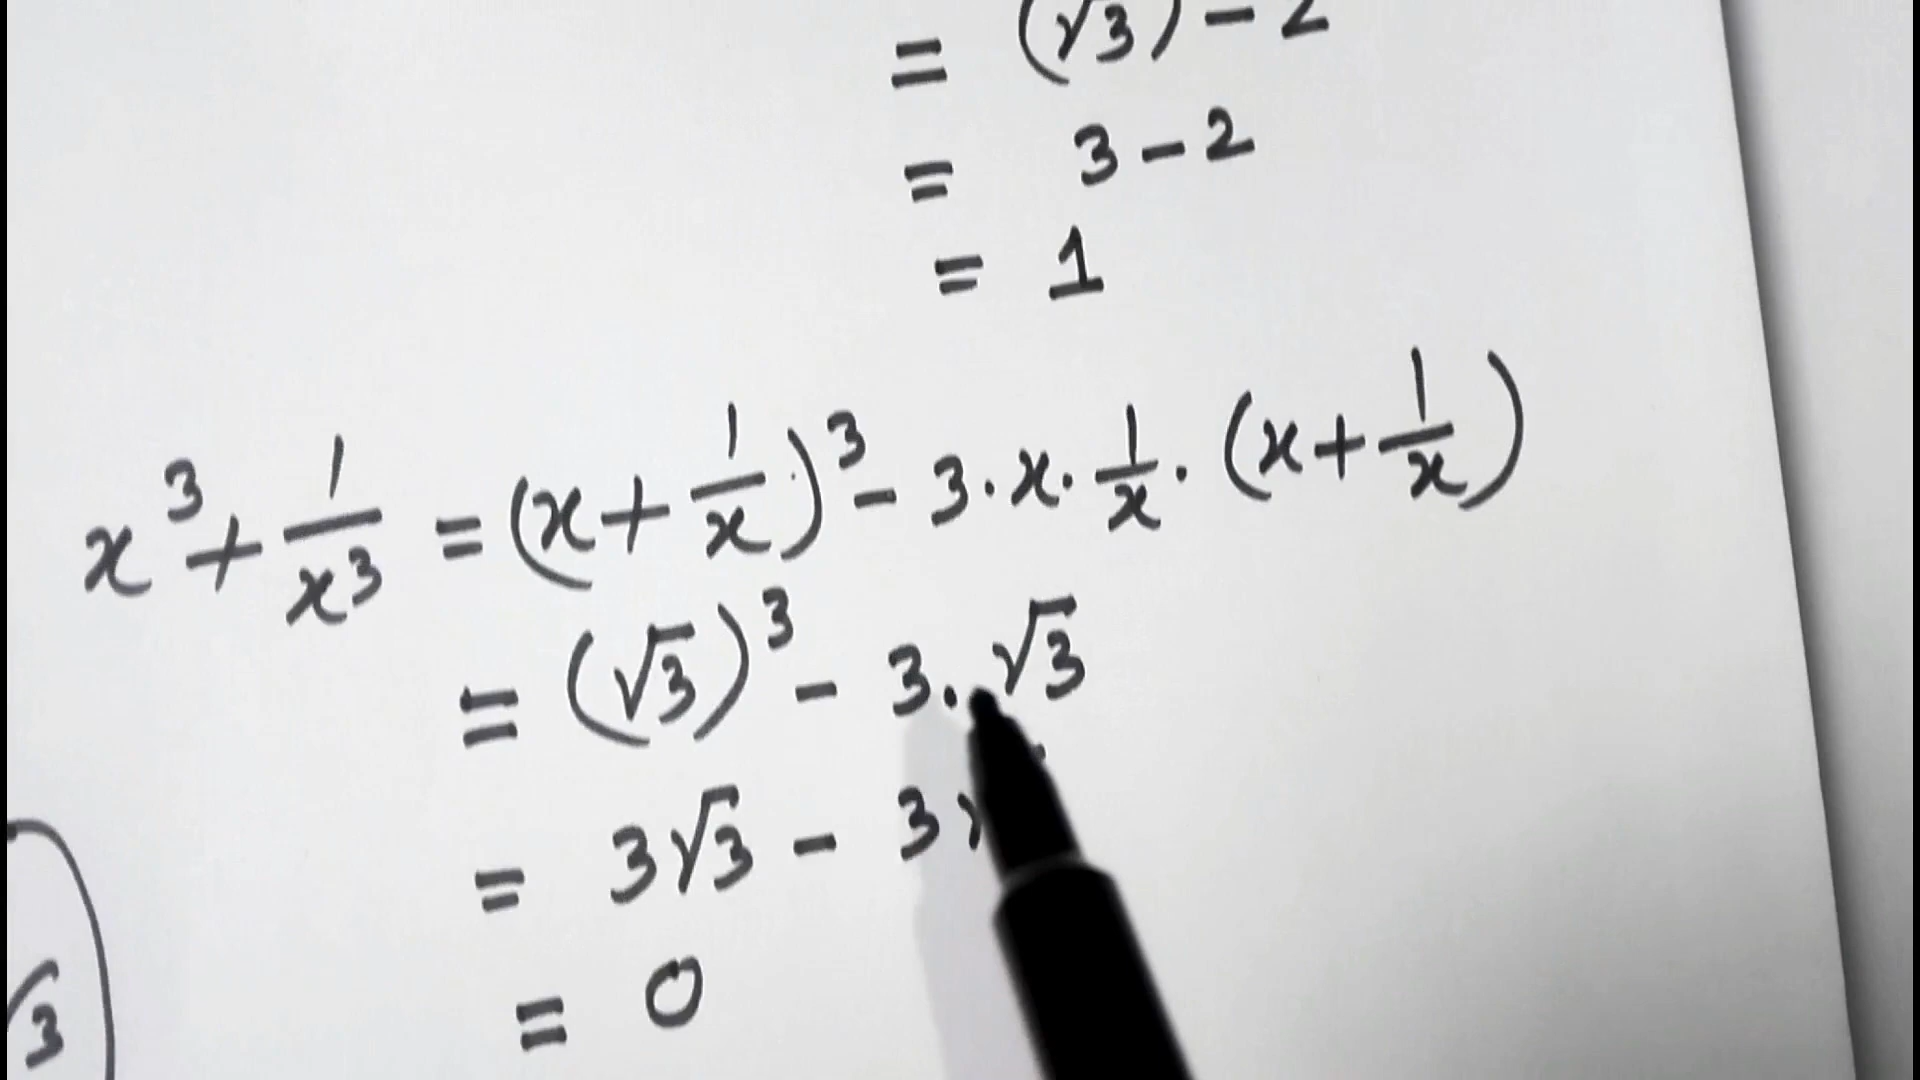 = (√3) - 2
= 3 - 2
= 1
x³ + 1/x³ = (x + 1/x)³ - 3 · x · 1/x · (x + 1/x)
= (√3)³ - 3 · √3
= 3√3 - 3√
= 0
√3